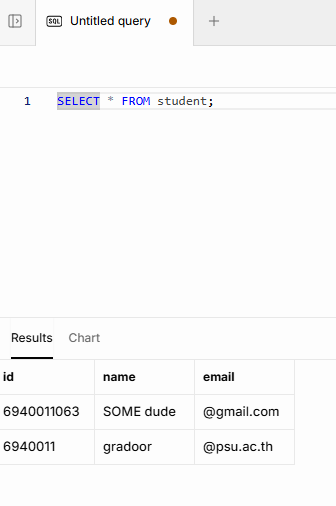 SQL Untitled query
1 SELECT * FROM student;
Results Chart
id name email
6940011063 SOME dude @gmail.com
6940011 gradoor @psu.ac.th